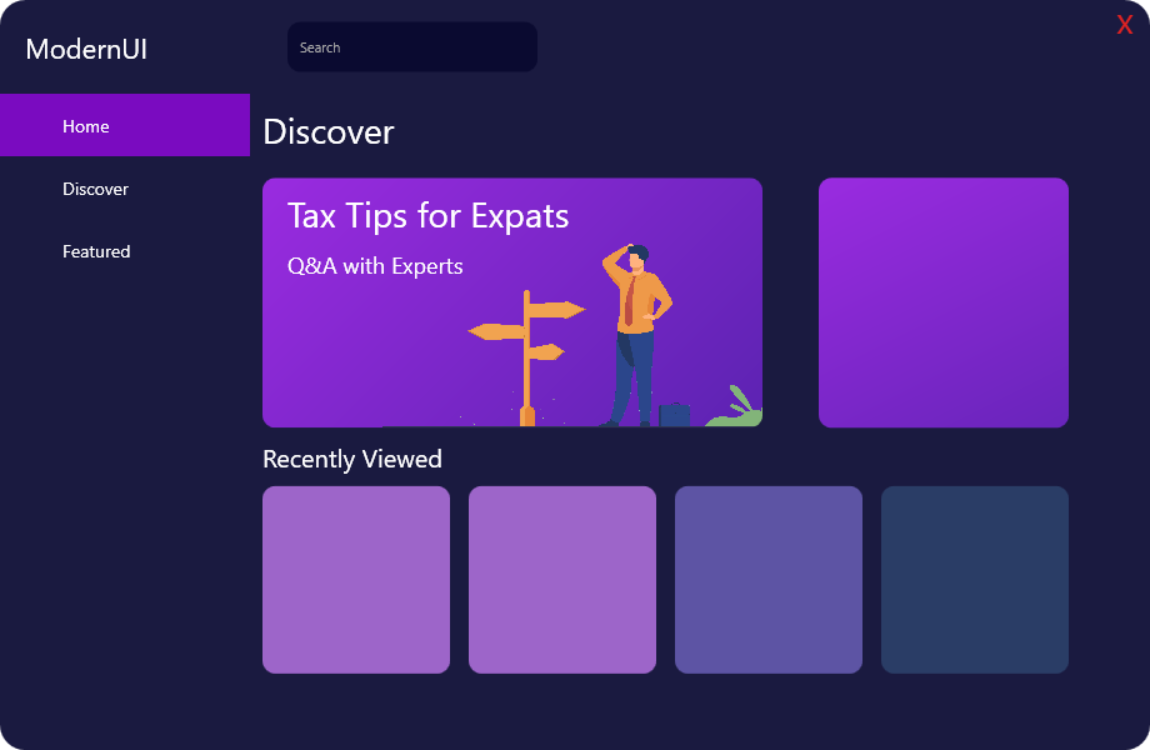 ModernUI
Search
X
Home
Discover
Featured
Discover
Tax Tips for Expats
Q&A with Experts
Recently Viewed